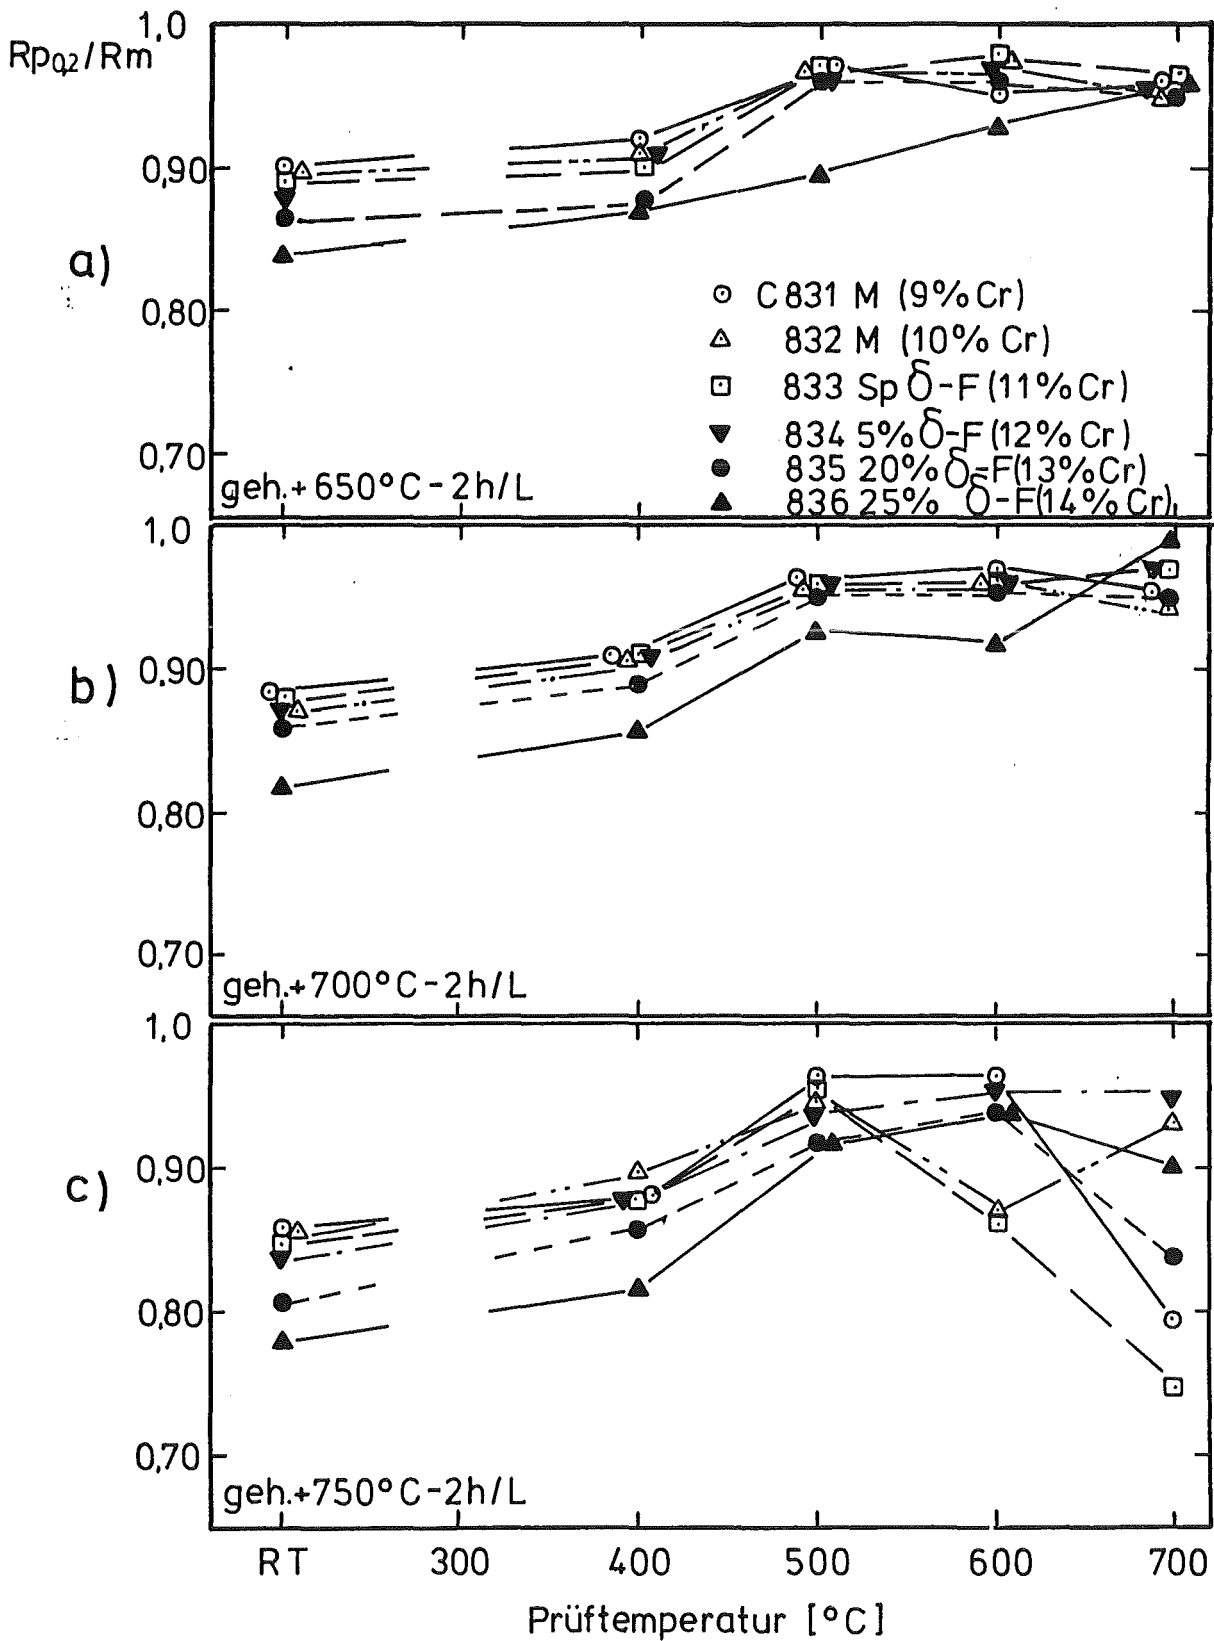 1,0
Rp0,2/Rm
0,90
a)
0,80
0,70
C 831 M (9% Cr)
832 M (10% Cr)
833 Sp δ-F (11% Cr)
834 5% δ-F (12% Cr)
835 20% δ-F (13% Cr)
836 25% δ-F (14% Cr)
geh.+650°C-2h/L
1,0
0,90
b)
0,80
0,70
geh.+700°C-2h/L
1,0
0,90
c)
0,80
0,70
geh.+750°C-2h/L
RT 300 400 500 600 700
Prüftemperatur [°C]